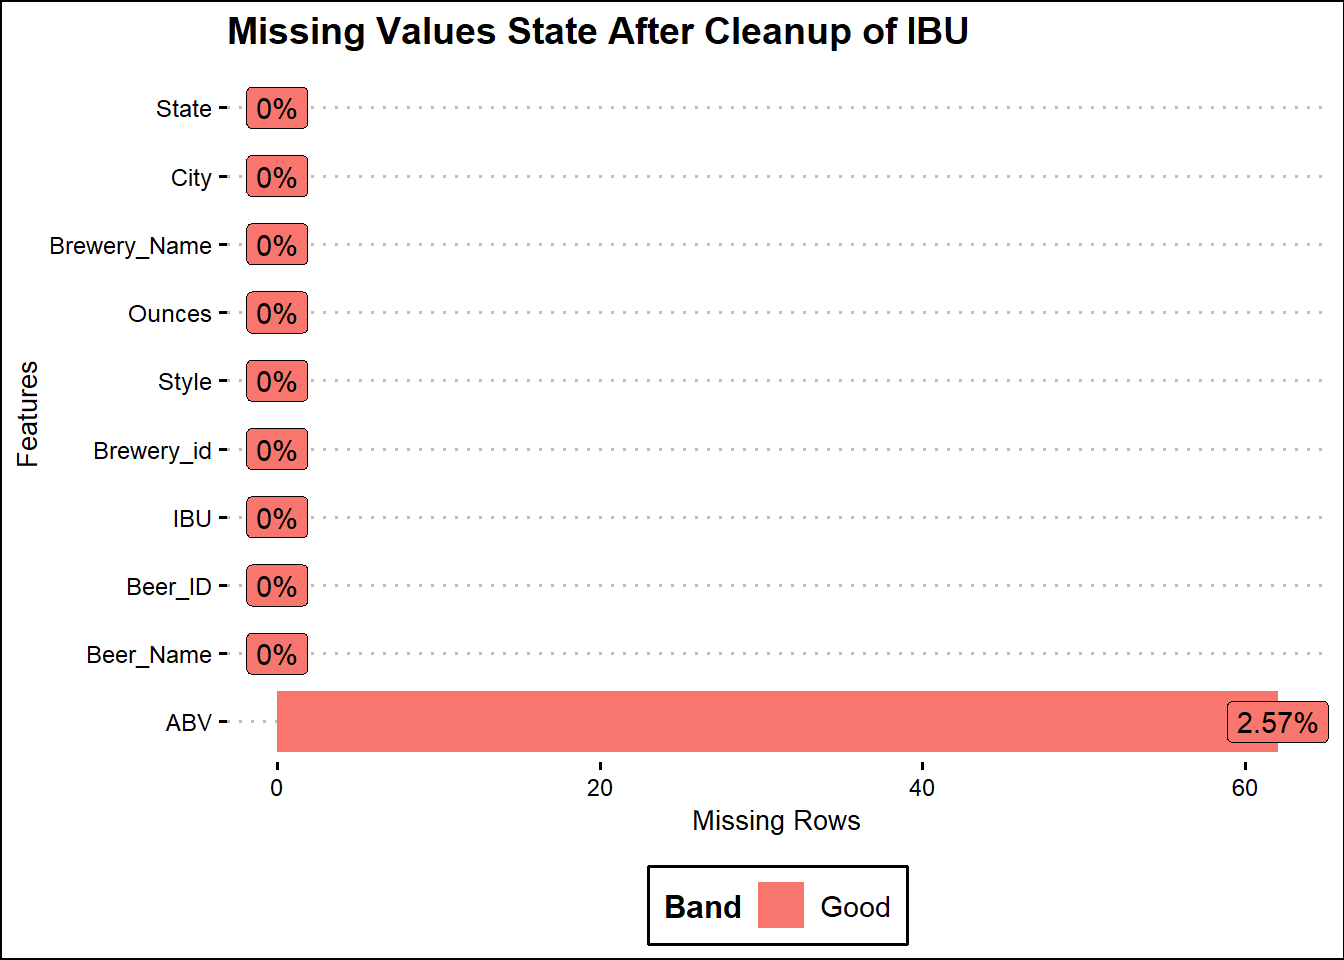 Missing Values State After Cleanup of IBU
State 0%
City 0%
Brewery_Name 0%
Ounces 0%
Style 0%
Brewery_id 0%
IBU 0%
Beer_ID 0%
Beer_Name 0%
ABV 2.57%
Features
0 20 40 60
Missing Rows
Band Good